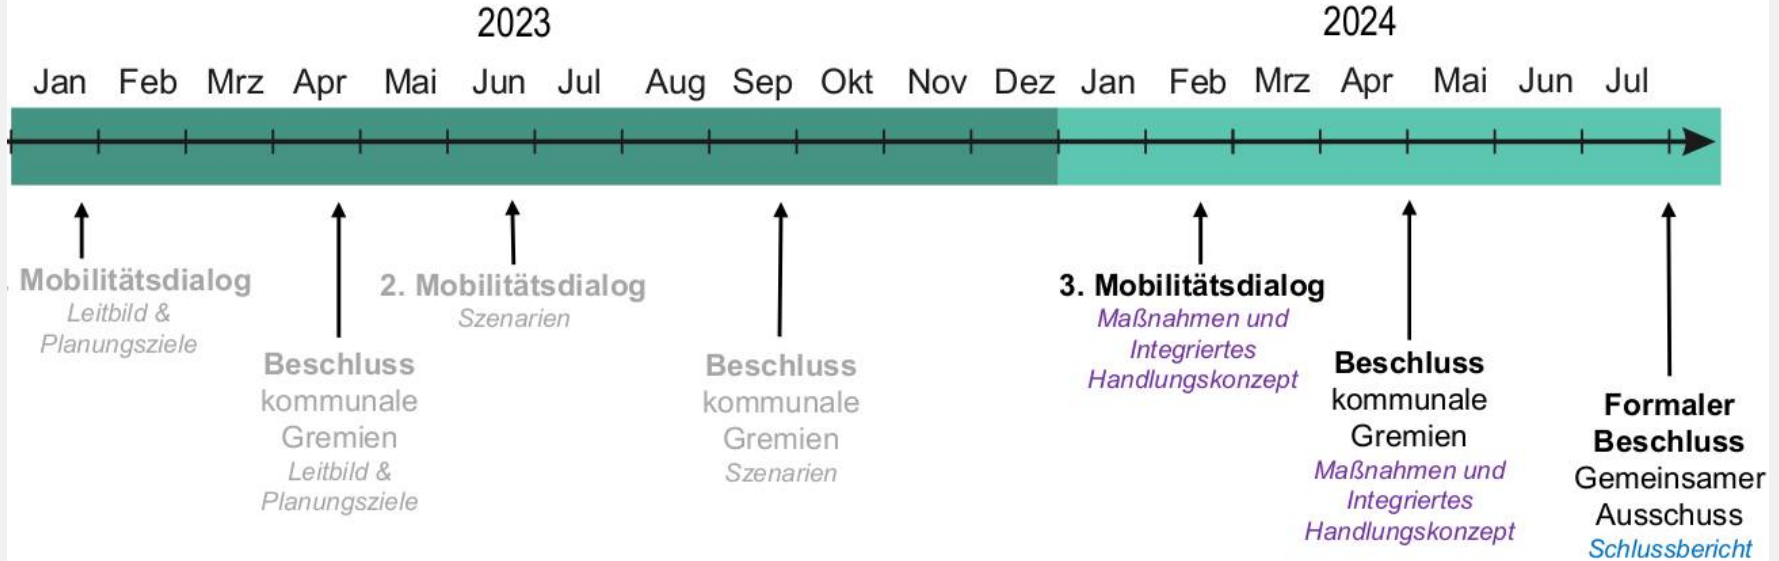 2023
2024
Jan Feb Mrz Apr Mai Jun Jul Aug Sep Okt Nov Dez Jan Feb Mrz Apr Mai Jun Jul
. Mobilitätsdialog
Leitbild &
Planungsziele
Beschluss
kommunale
Gremien
Leitbild &
Planungsziele
2. Mobilitätsdialog
Szenarien
Beschluss
kommunale
Gremien
Szenarien
3. Mobilitätsdialog
Maßnahmen und
Integriertes
Handlungskonzept
Beschluss
kommunale
Gremien
Maßnahmen und
Integriertes
Handlungskonzept
Formaler
Beschluss
Gemeinsamer
Ausschuss
Schlussbericht